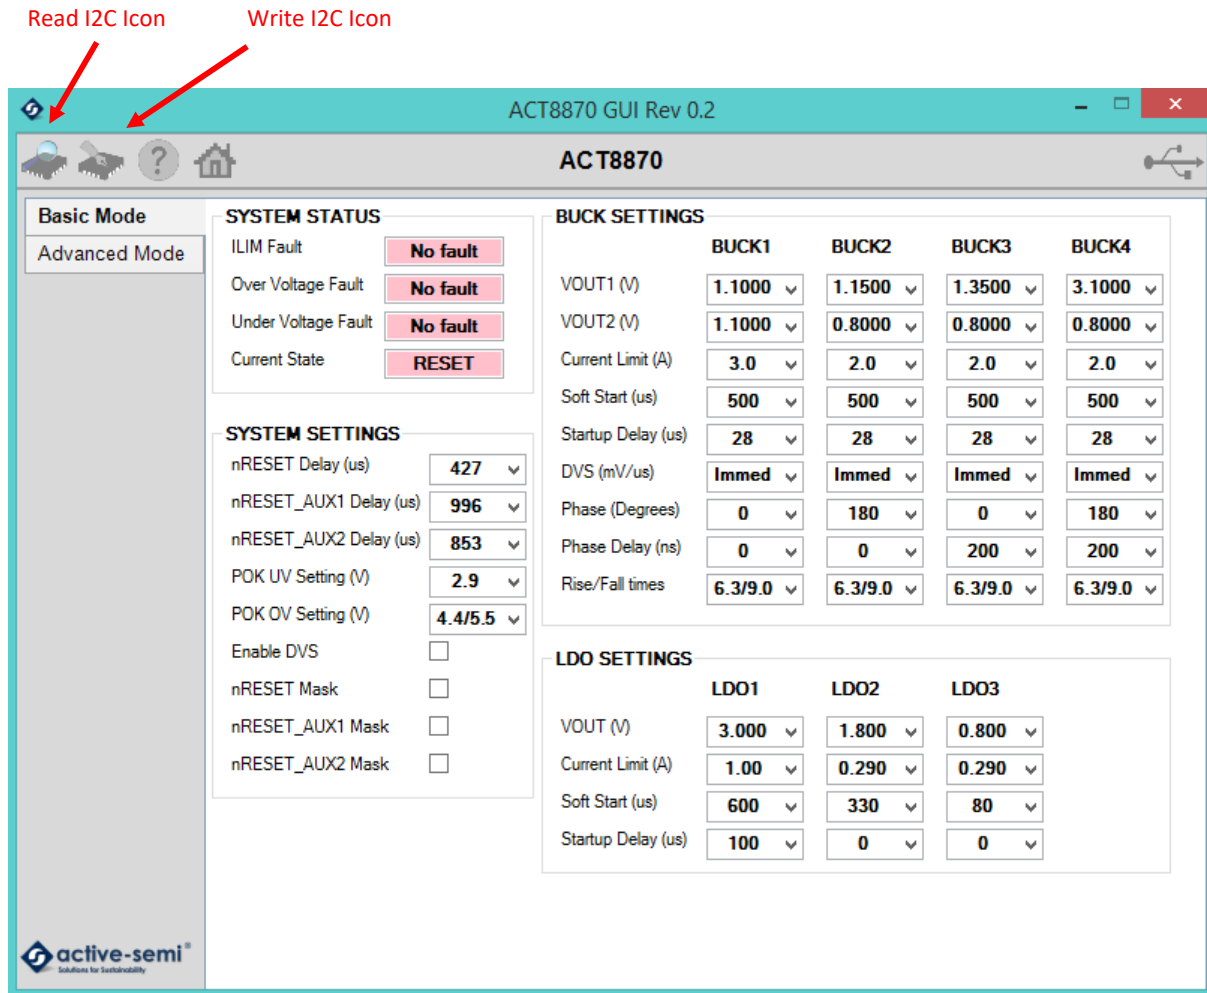 Read I2C Icon Write I2C Icon
ACT8870 GUI Rev 0.2
? ACT8870
Basic Mode
Advanced Mode
SYSTEM STATUS
ILIM Fault No fault
Over Voltage Fault No fault
Under Voltage Fault No fault
Current State RESET
SYSTEM SETTINGS
nRESET Delay (us) 427
nRESET_AUX1 Delay (us) 996
nRESET_AUX2 Delay (us) 853
POK UV Setting (V) 2.9
POK OV Setting (V) 4.4/5.5
Enable DVS
nRESET Mask
nRESET_AUX1 Mask
nRESET_AUX2 Mask
BUCK SETTINGS
BUCK1 BUCK2 BUCK3 BUCK4
VOUT1 (V) 1.1000 1.1500 1.3500 3.1000
VOUT2 (V) 1.1000 0.8000 0.8000 0.8000
Current Limit (A) 3.0 2.0 2.0 2.0
Soft Start (us) 500 500 500 500
Startup Delay (us) 28 28 28 28
DVS (mV/us) Immed Immed Immed Immed
Phase (Degrees) 0 180 0 180
Phase Delay (ns) 0 0 200 200
Rise/Fall times 6.3/9.0 6.3/9.0 6.3/9.0 6.3/9.0
LDO SETTINGS
LDO1 LDO2 LDO3
VOUT (V) 3.000 1.800 0.800
Current Limit (A) 1.00 0.290 0.290
Soft Start (us) 600 330 80
Startup Delay (us) 100 0 0
active-semi®
Solutions for Sustainability